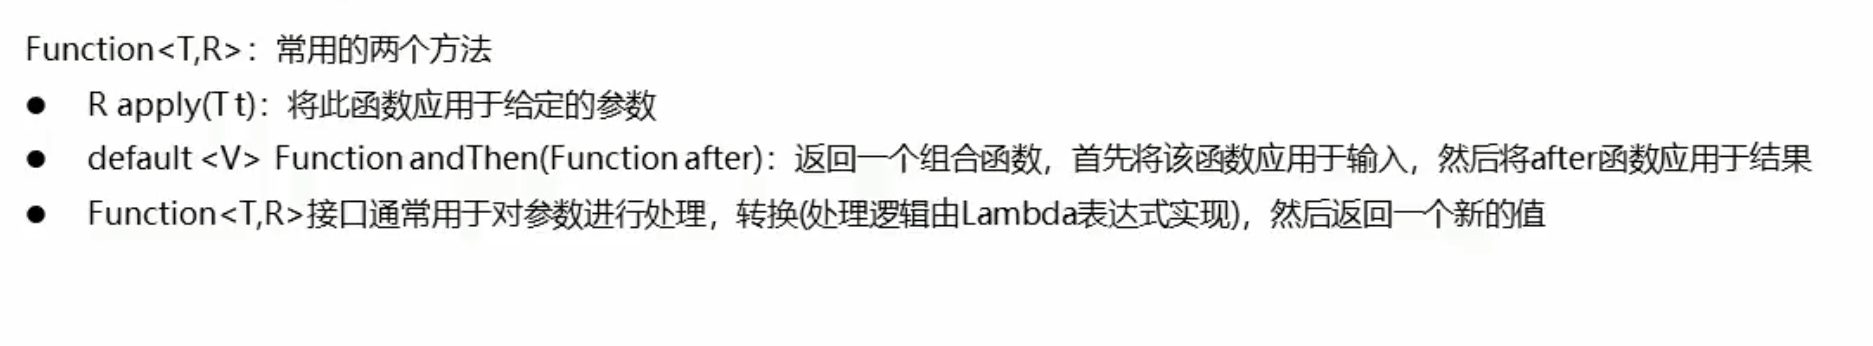 Function<T,R>：常用的两个方法
● R apply(T t)：将此函数应用于给定的参数
● default <V> Function andThen(Function after)：返回一个组合函数，首先将该函数应用于输入，然后将after函数应用于结果
● Function<T,R>接口通常用于对参数进行处理，转换(处理逻辑由Lambda表达式实现)，然后返回一个新的值